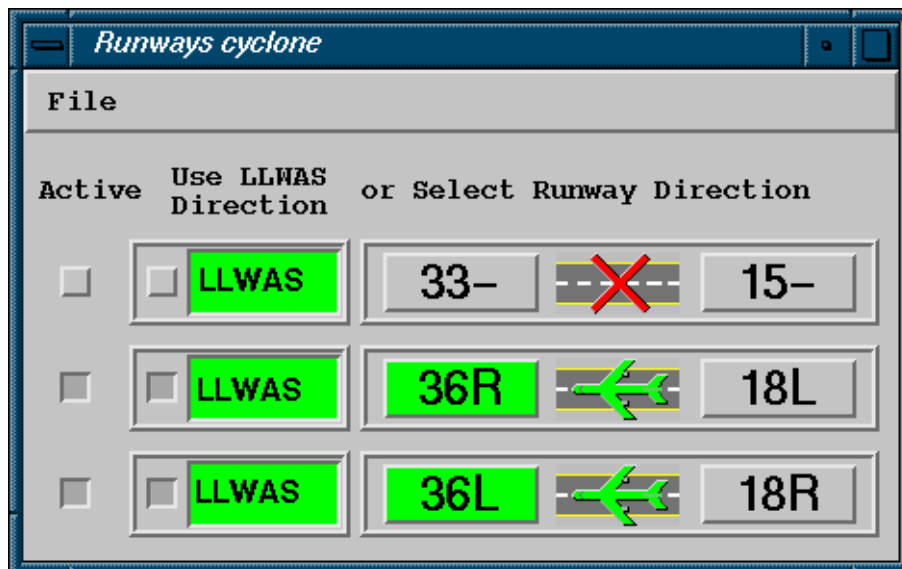 Runways cyclone
File
Active Use LLWAS Direction or Select Runway Direction
LLWAS 33– 15–
LLWAS 36R 18L
LLWAS 36L 18R